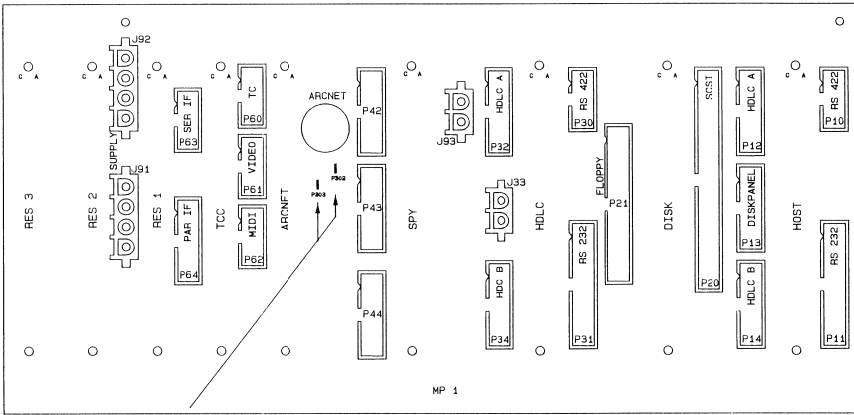 J92
C A
C A
C A
C A
C A
C A
C A
C A
SUPPLY
SER IF
P63
TC
P60
ARCNET
P42
J93
HDLC A
P32
RS 422
P30
SCST
HDLC A
P12
RS 422
P10
J91
VIDEO
P61
P303
P302
P43
J33
FLOPPY
P21
DISKPANEL
P13
RES 3
RES 2
RES 1
PAR IF
P64
TCC
MIDI
P62
ARCNET
SPY
HDLC
RS 232
P31
DISK
P20
HOST
RS 232
P11
P44
HDC B
P34
HDLC B
P14
MP 1